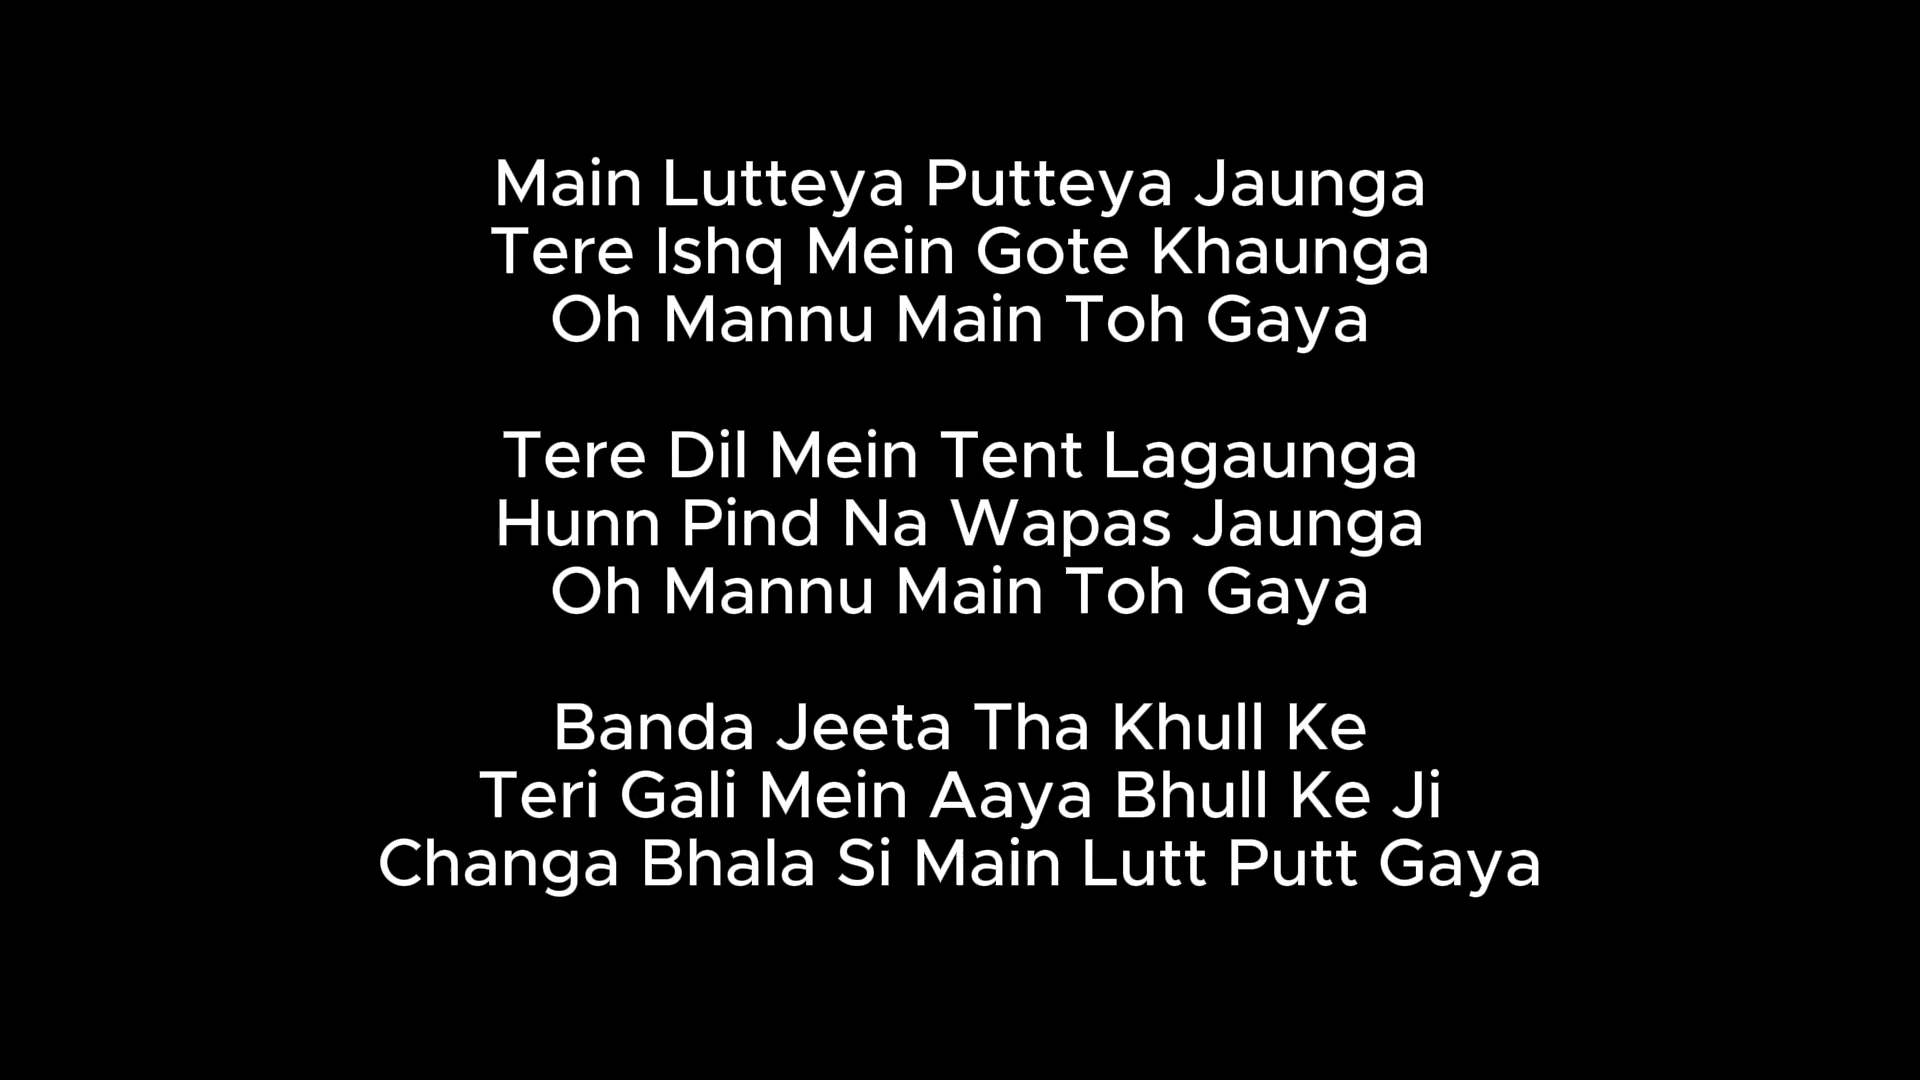 Main Lutteya Putteya Jaunga
Tere Ishq Mein Gote Khaunga
Oh Mannu Main Toh Gaya
Tere Dil Mein Tent Lagaunga
Hunn Pind Na Wapas Jaunga
Oh Mannu Main Toh Gaya
Banda Jeeta Tha Khull Ke
Teri Gali Mein Aaya Bhull Ke Ji
Changa Bhala Si Main Lutt Putt Gaya